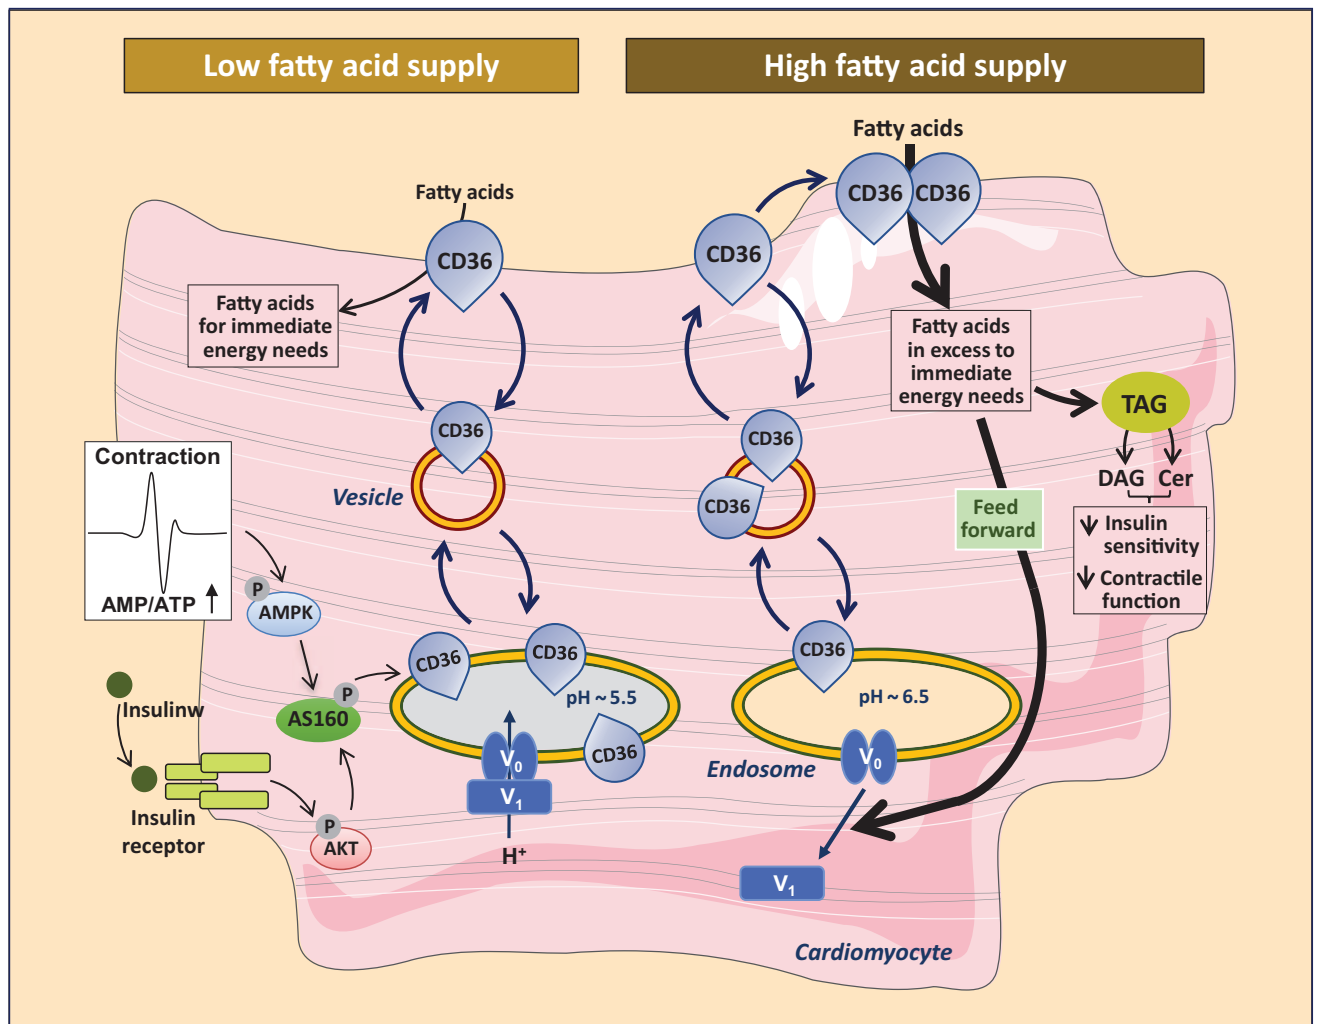 Low fatty acid supply
High fatty acid supply
Fatty acids
CD36
Fatty acids
for immediate
energy needs
CD36
Vesicle
Contraction
AMP/ATP
P
AMPK
P
AS160
Insulinw
Insulin
receptor
P
AKT
CD36
CD36
CD36
pH ~ 5.5
V0
V1
H+
Fatty acids
CD36
CD36
CD36
Fatty acids
in excess to
immediate
energy needs
TAG
DAG
Cer
Insulin
sensitivity
Contractile
function
Feed
forward
CD36
CD36
CD36
pH ~ 6.5
Endosome
V0
V1
Cardiomyocyte